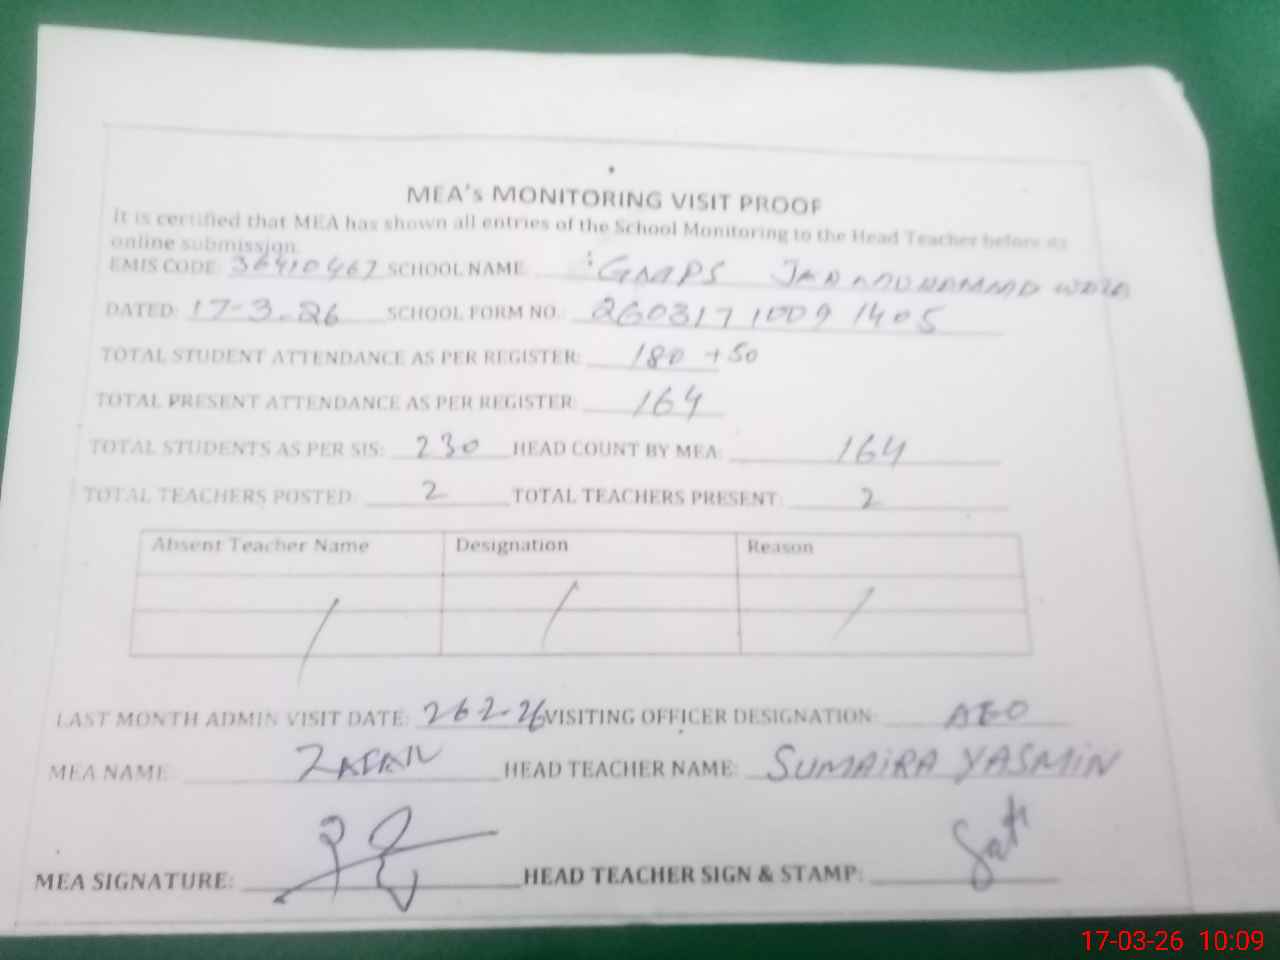 MEA's MONITORING VISIT PROOF
It is certified that MEA has shown all entries of the School Monitoring to the Head Teacher before its
online submission.
EMIS CODE: 36410467 SCHOOL NAME: GMPS JAN MUHAMMAD WALA
DATED: 17-3-26 SCHOOL FORM NO. 26031710091405
TOTAL STUDENT ATTENDANCE AS PER REGISTER: 180 +50
TOTAL PRESENT ATTENDANCE AS PER REGISTER: 164
TOTAL STUDENTS AS PER SIS: 230 HEAD COUNT BY MEA: 164
TOTAL TEACHERS POSTED: 2 TOTAL TEACHERS PRESENT: 2
Absent Teacher Name Designation Reason
/ / /
LAST MONTH ADMIN VISIT DATE: 26 2-26 VISITING OFFICER DESIGNATION: AEO
MEA NAME: HEAD TEACHER NAME: SUMAIRA YASMIN
MEA SIGNATURE: HEAD TEACHER SIGN & STAMP:
17-03-26 10:09